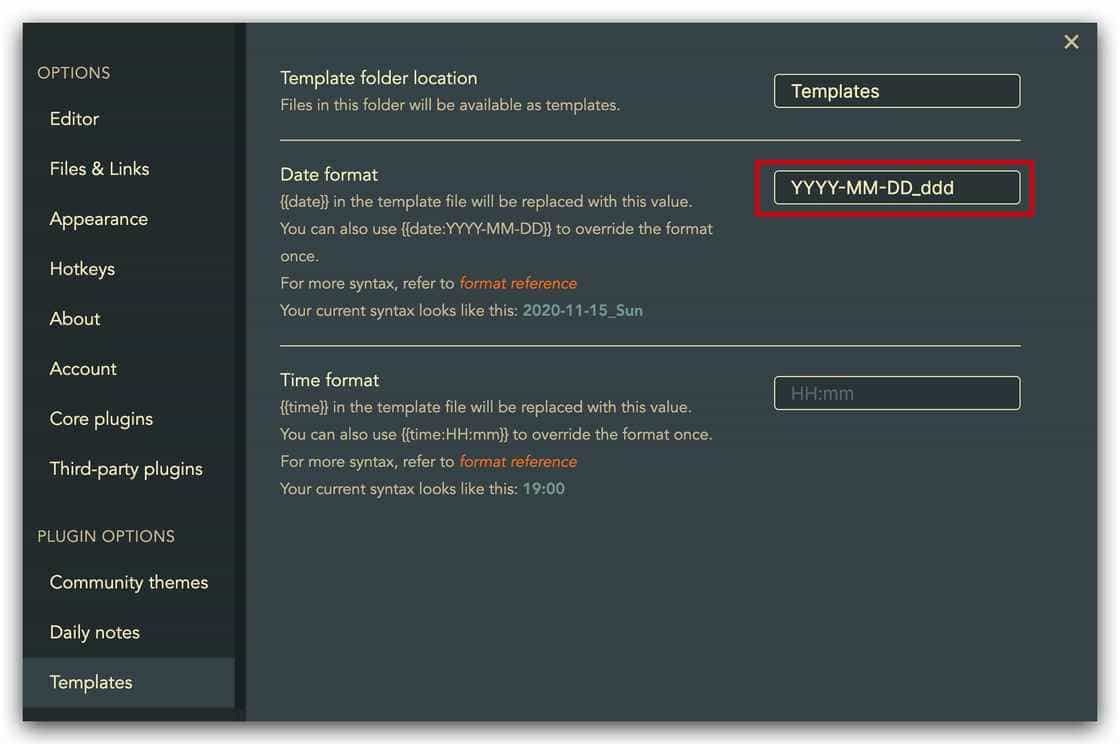 OPTIONS
Editor
Files & Links
Appearance
Hotkeys
About
Account
Core plugins
Third-party plugins
PLUGIN OPTIONS
Community themes
Daily notes
Templates
Template folder location
Files in this folder will be available as templates.
Templates
Date format
{{date}} in the template file will be replaced with this value.
You can also use {{date:YYYY-MM-DD}} to override the format
once.
For more syntax, refer to format reference
Your current syntax looks like this: 2020-11-15_Sun
YYYY-MM-DD_ddd
Time format
{{time}} in the template file will be replaced with this value.
You can also use {{time:HH:mm}} to override the format once.
For more syntax, refer to format reference
Your current syntax looks like this: 19:00
HH:mm